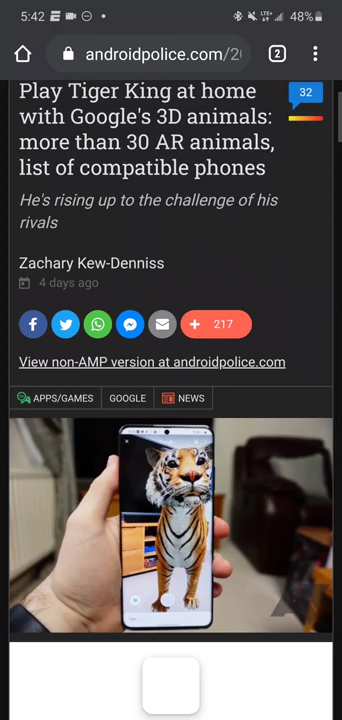 5:42
LTE+
48%
androidpolice.com/2
2
Play Tiger King at home
with Google's 3D animals:
more than 30 AR animals,
list of compatible phones
32
He's rising up to the challenge of his
rivals
Zachary Kew-Denniss
4 days ago
+ 217
View non-AMP version at androidpolice.com
APPS/GAMES
GOOGLE
NEWS